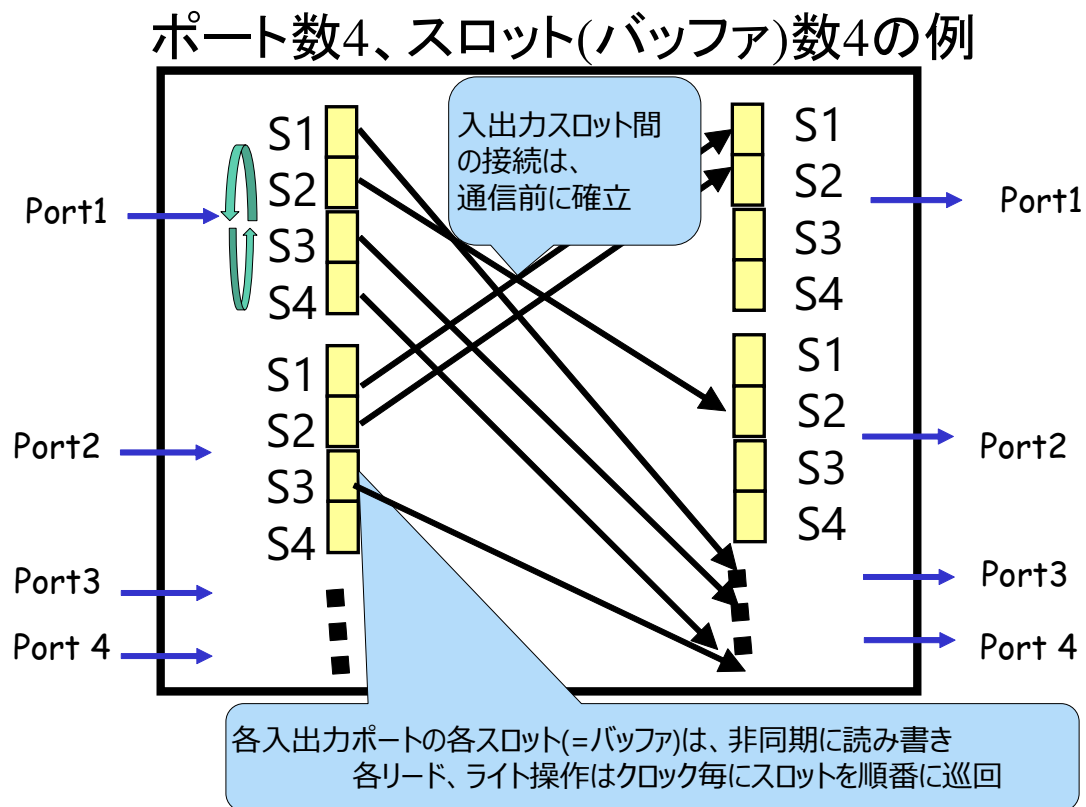 ポート数4、スロット(バッファ)数4の例
入出力スロット間
の接続は、
通信前に確立
Port1
S1
S2
S3
S4
Port2
S1
S2
S3
S4
Port3
Port 4
S1
S2
S3
S4
Port1
S1
S2
S3
S4
Port2
Port3
Port 4
各入出力ポートの各スロット(=バッファ)は、非同期に読み書き
各リード、ライト操作はクロック毎にスロットを順番に巡回